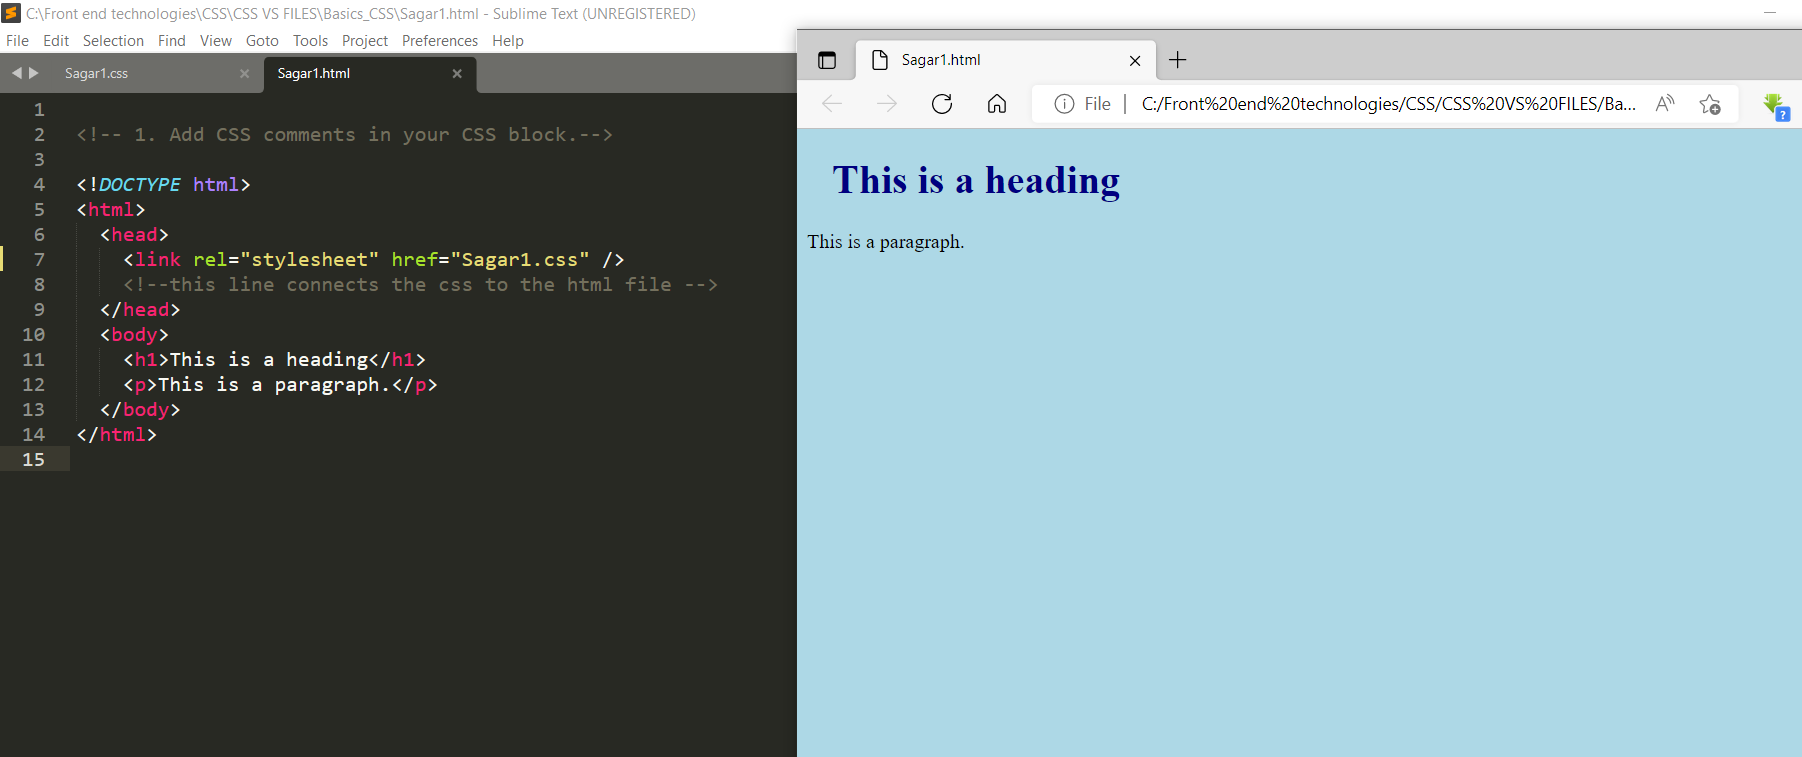 C:\Front end technologies\CSS\CSS VS FILES\Basics_CSS\Sagar1.html - Sublime Text (UNREGISTERED)
File Edit Selection Find View Goto Tools Project Preferences Help
Sagar1.css Sagar1.html
1
2 <!-- 1. Add CSS comments in your CSS block.-->
3
4 <!DOCTYPE html>
5 <html>
6 <head>
7 <link rel="stylesheet" href="Sagar1.css" />
8 <!--this line connects the css to the html file -->
9 </head>
10 <body>
11 <h1>This is a heading</h1>
12 <p>This is a paragraph.</p>
13 </body>
14 </html>
15
Sagar1.html
File C:/Front%20end%20technologies/CSS/CSS%20VS%20FILES/Ba...
This is a heading
This is a paragraph.